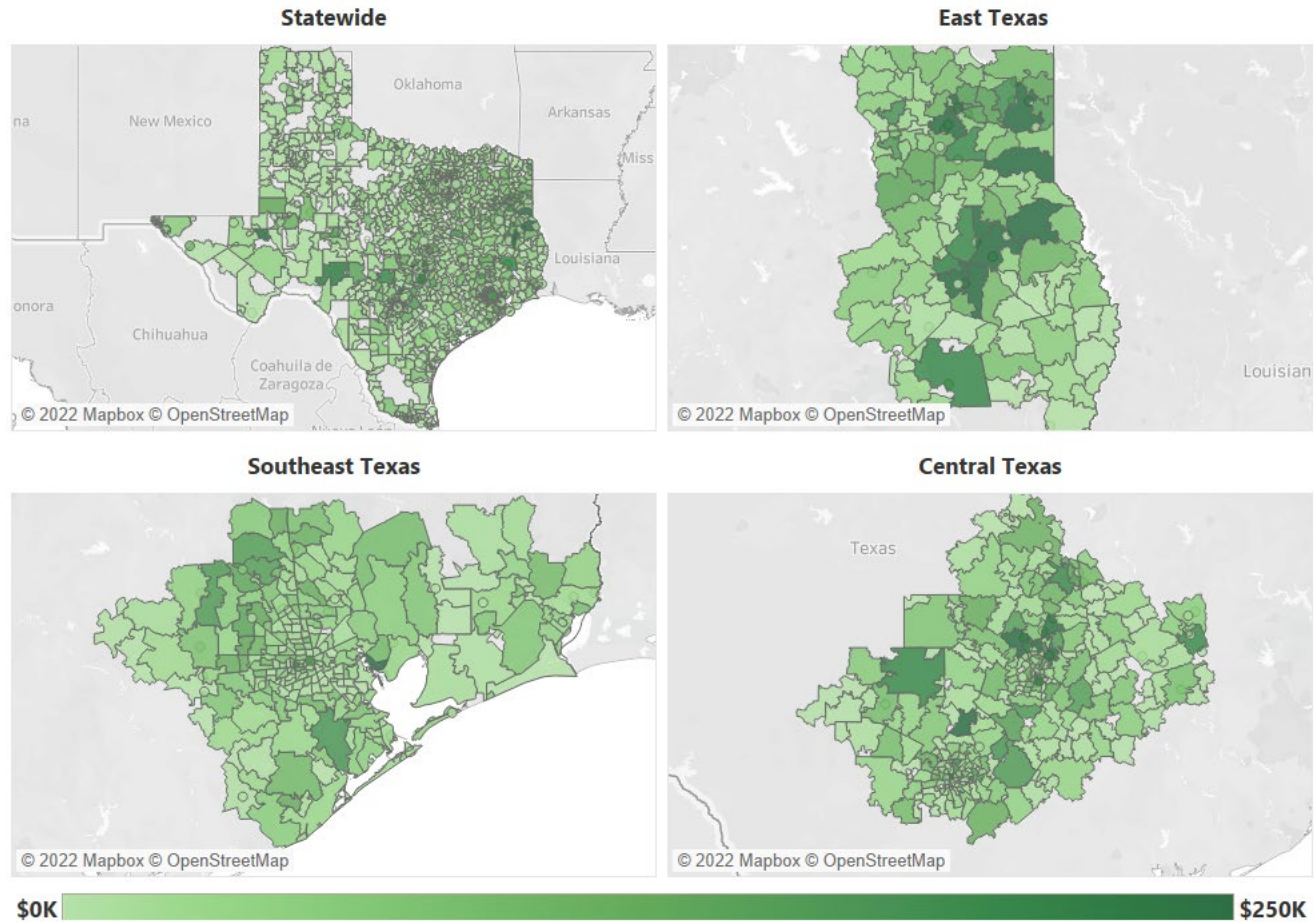 Statewide
East Texas
Oklahoma
na
New Mexico
Arkansas
Miss
Louisiana
onora
Chihuahua
Coahuila de
Zaragoza
© 2022 Mapbox © OpenStreetMap
Louisian
© 2022 Mapbox © OpenStreetMap
Southeast Texas
Central Texas
Texas
© 2022 Mapbox © OpenStreetMap
© 2022 Mapbox © OpenStreetMap
$0K
$250K